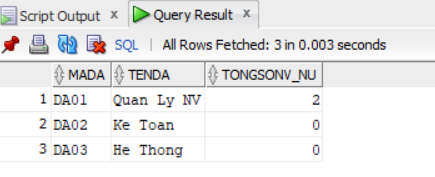 Script Output x Query Result x
SQL | All Rows Fetched: 3 in 0.003 seconds
MADA TENDA TONGSONV_NU
1 DA01 Quan Ly NV 2
2 DA02 Ke Toan 0
3 DA03 He Thong 0